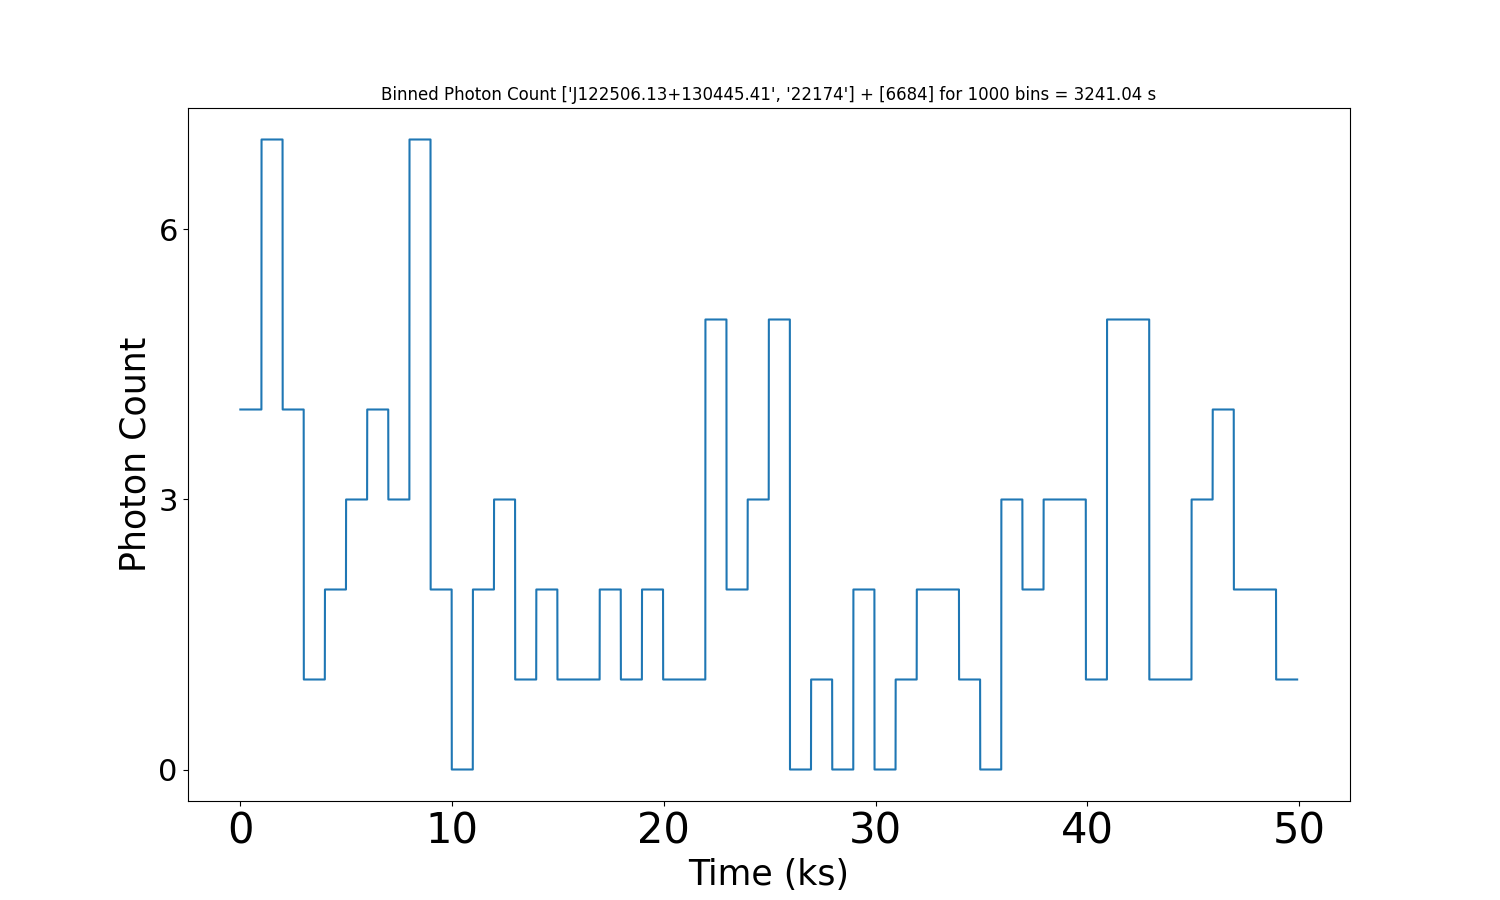 Binned Photon Count ['J122506.13+130445.41', '22174'] + [6684] for 1000 bins = 3241.04 s
6
3
0
Photon Count
0 10 20 30 40 50
Time (ks)